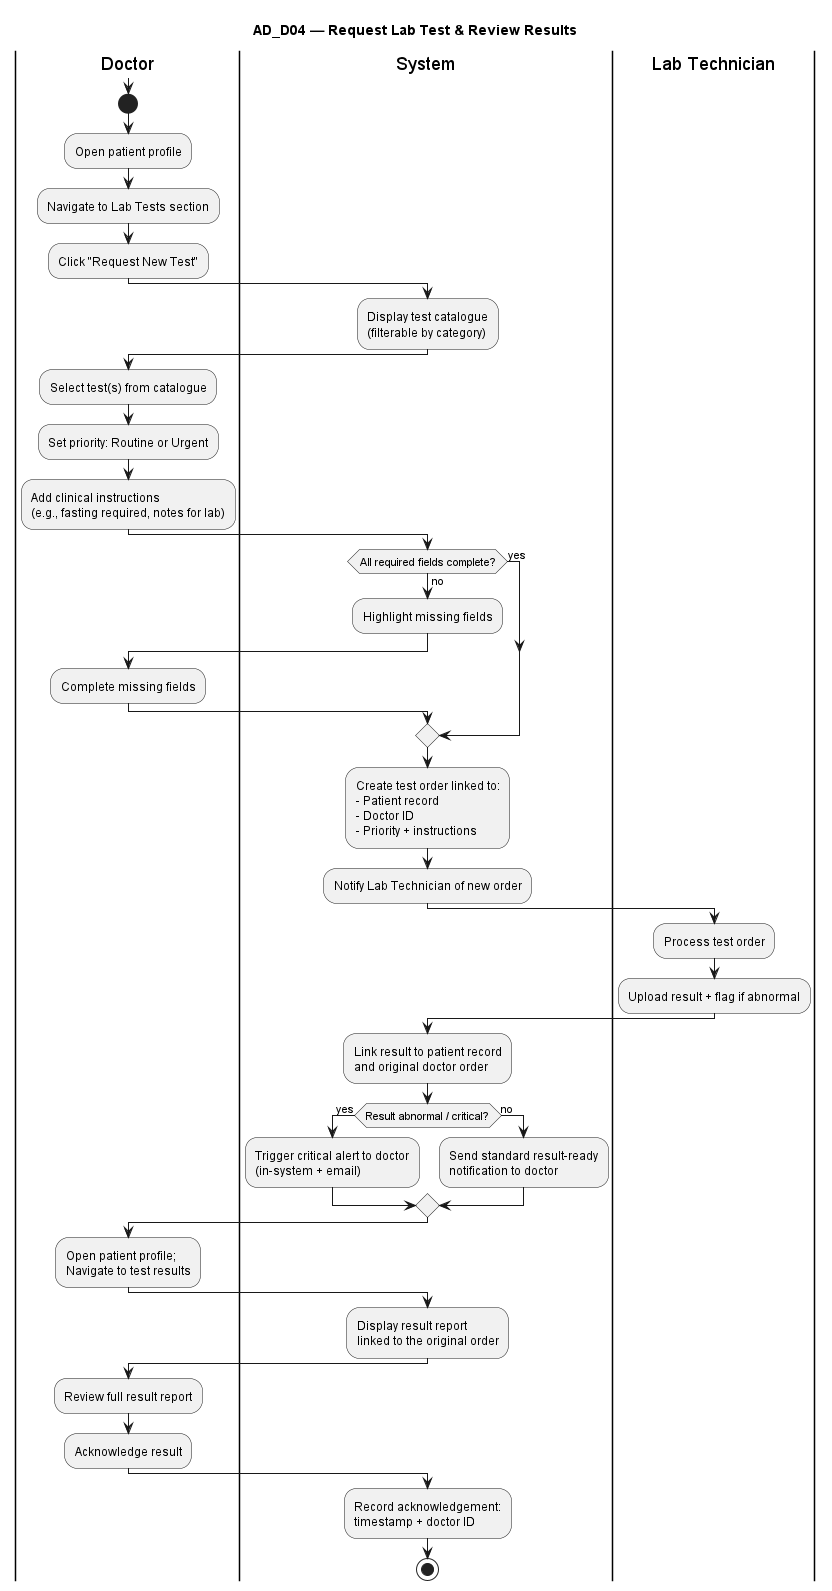 AD_D04 — Request Lab Test & Review Results
Doctor
System
Lab Technician
Open patient profile
Navigate to Lab Tests section
Click "Request New Test"
Display test catalogue
(filterable by category)
Select test(s) from catalogue
Set priority: Routine or Urgent
Add clinical instructions
(e.g., fasting required, notes for lab)
All required fields complete?
yes
no
Highlight missing fields
Complete missing fields
Create test order linked to:
- Patient record
- Doctor ID
- Priority + instructions
Notify Lab Technician of new order
Process test order
Upload result + flag if abnormal
Link result to patient record
and original doctor order
yes
Result abnormal / critical?
no
Trigger critical alert to doctor
(in-system + email)
Send standard result-ready
notification to doctor
Open patient profile;
Navigate to test results
Display result report
linked to the original order
Review full result report
Acknowledge result
Record acknowledgement:
timestamp + doctor ID